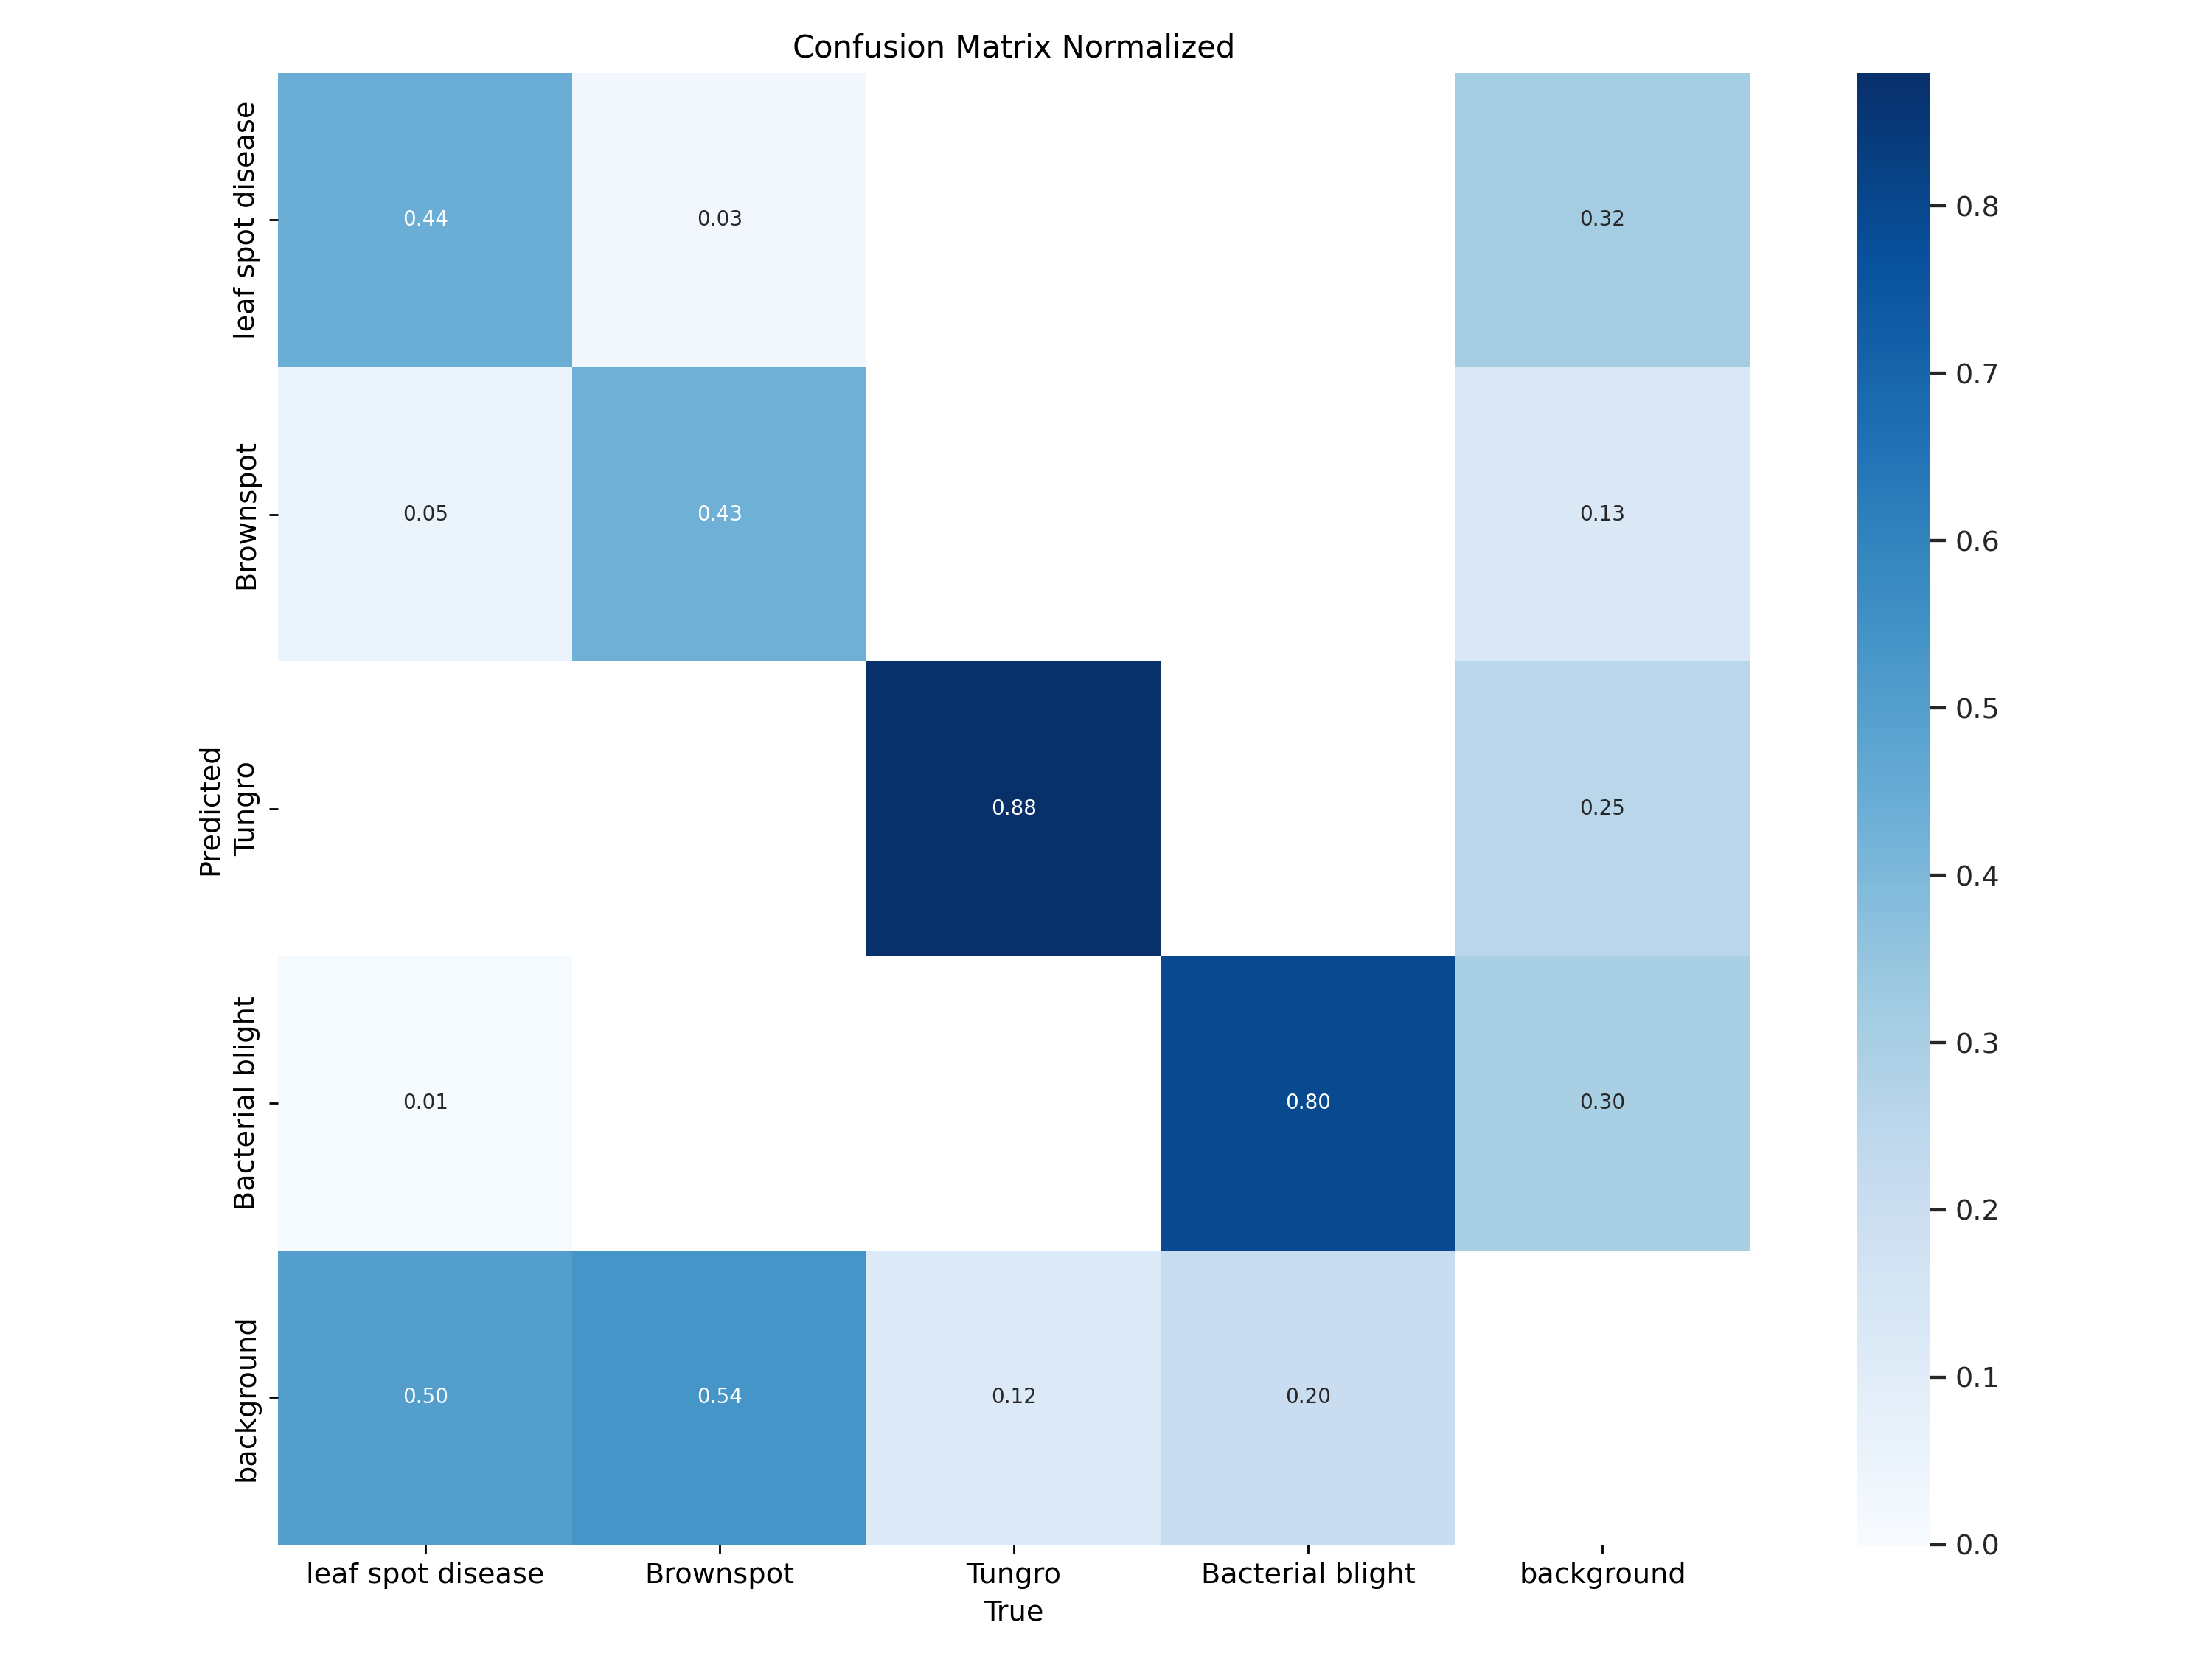 Confusion Matrix Normalized
leaf spot disease
Brownspot
Tungro
Bacterial blight
background
Predicted
0.44
0.03
0.32
0.05
0.43
0.13
0.88
0.25
0.01
0.80
0.30
0.50
0.54
0.12
0.20
leaf spot disease
Brownspot
Tungro
Bacterial blight
background
True
0.8
0.7
0.6
0.5
0.4
0.3
0.2
0.1
0.0